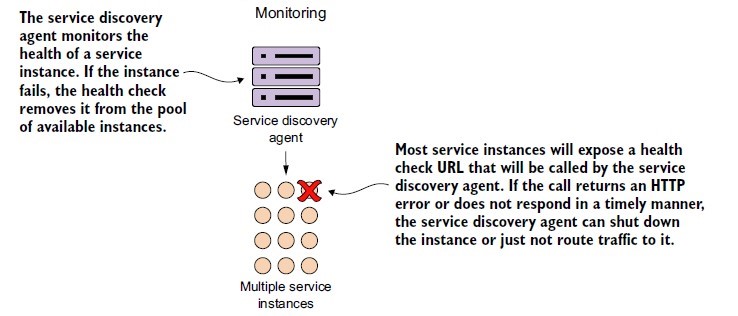 Monitoring
The service discovery
agent monitors the
health of a service
instance. If the instance
fails, the health check
removes it from the pool
of available instances.
Service discovery
agent
Most service instances will expose a health
check URL that will be called by the service
discovery agent. If the call returns an HTTP
error or does not respond in a timely manner,
the service discovery agent can shut down
the instance or just not route traffic to it.
Multiple service
instances